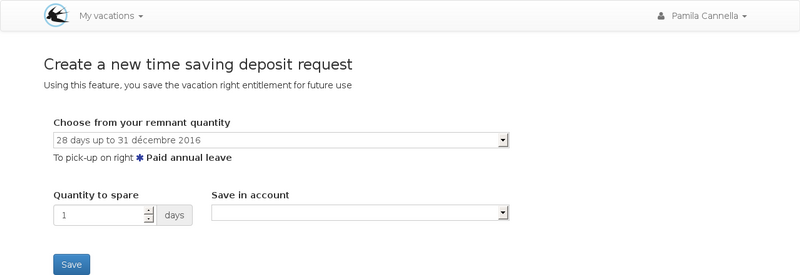 My vacations
Pamila Cannella
Create a new time saving deposit request
Using this feature, you save the vacation right entitlement for future use
Choose from your remnant quantity
28 days up to 31 décembre 2016
To pick-up on right ✱ Paid annual leave
Quantity to spare Save in account
1 days
Save